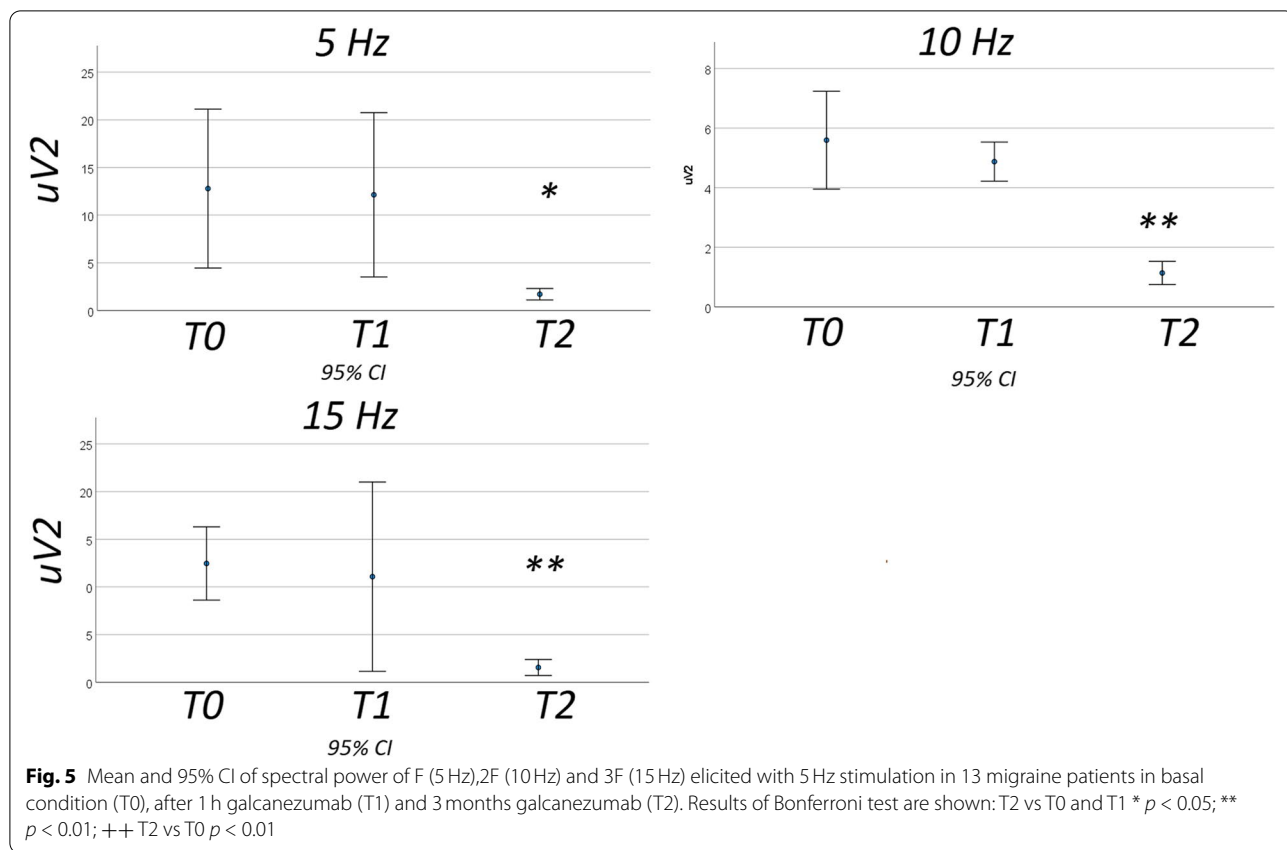 5 Hz
25
20
15
10
5
0
uV2
T0 T1 T2
*
95% CI
10 Hz
8
6
4
2
0
uV2
T0 T1 T2
**
95% CI
15 Hz
25
20
5
0
5
0
uV2
T0 T1 T2
**
95% CI
Fig. 5 Mean and 95% CI of spectral power of F (5 Hz),2F (10 Hz) and 3F (15 Hz) elicited with 5 Hz stimulation in 13 migraine patients in basal
condition (T0), after 1 h galcanezumab (T1) and 3 months galcanezumab (T2). Results of Bonferroni test are shown: T2 vs T0 and T1 * p < 0.05; **
p < 0.01; ++ T2 vs T0 p < 0.01